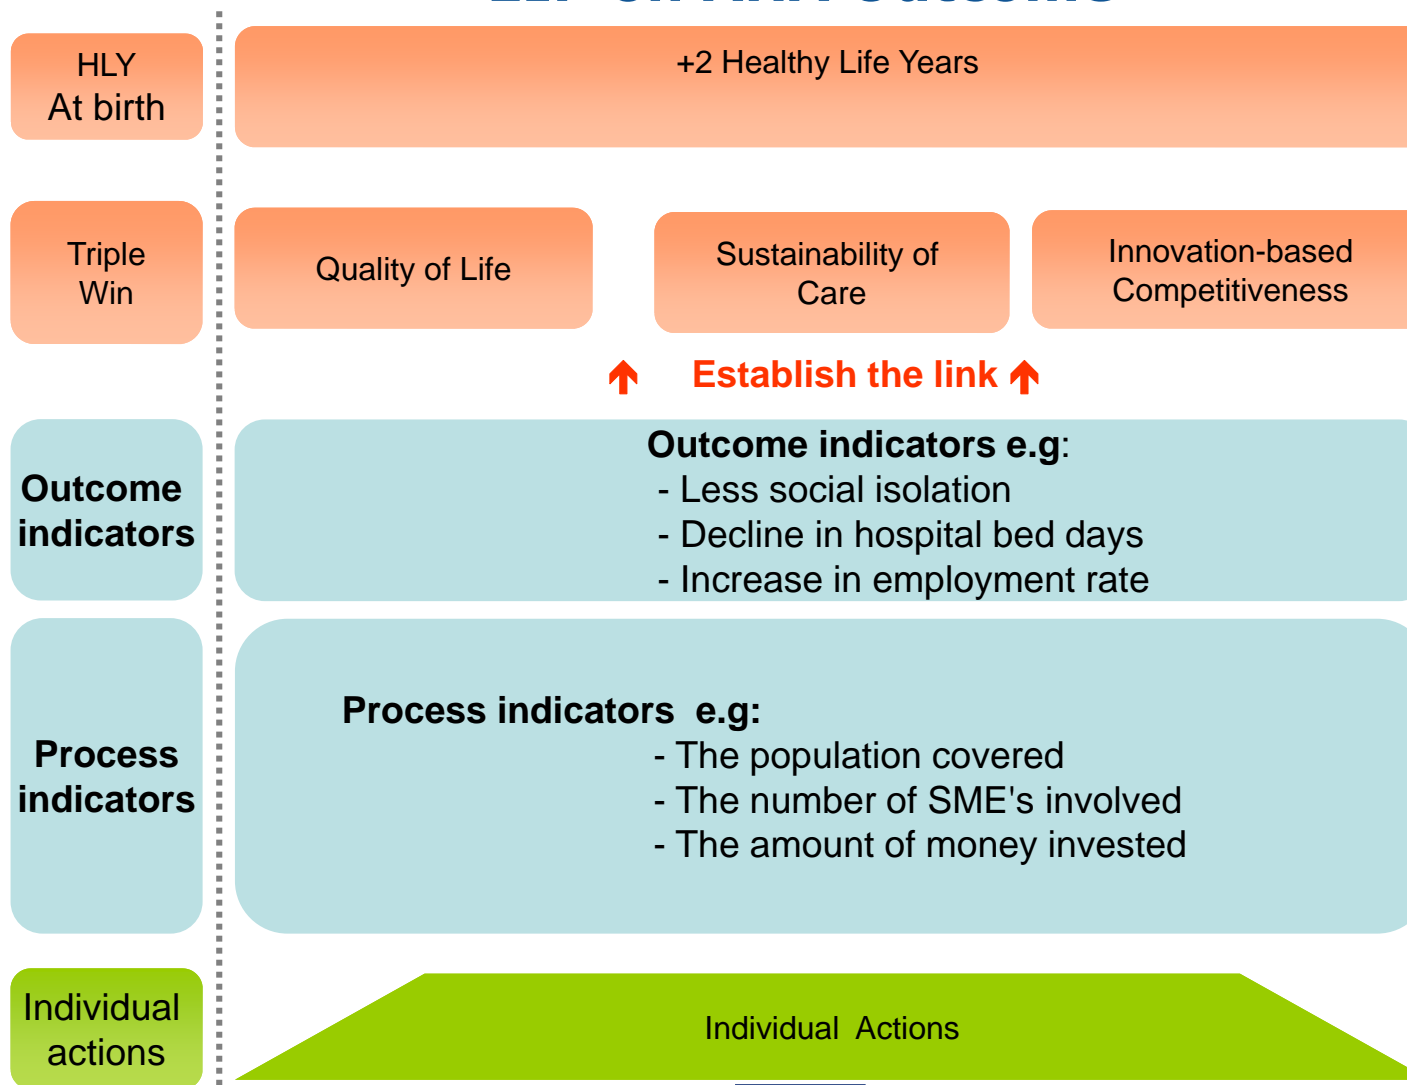 HLY
At birth
+2 Healthy Life Years
Triple
Win
Quality of Life
Sustainability of
Care
Innovation-based
Competitiveness
Establish the link
Outcome
indicators
Outcome indicators e.g:
- Less social isolation
- Decline in hospital bed days
- Increase in employment rate
Process
indicators
Process indicators e.g:
- The population covered
- The number of SME's involved
- The amount of money invested
Individual
actions
Individual Actions